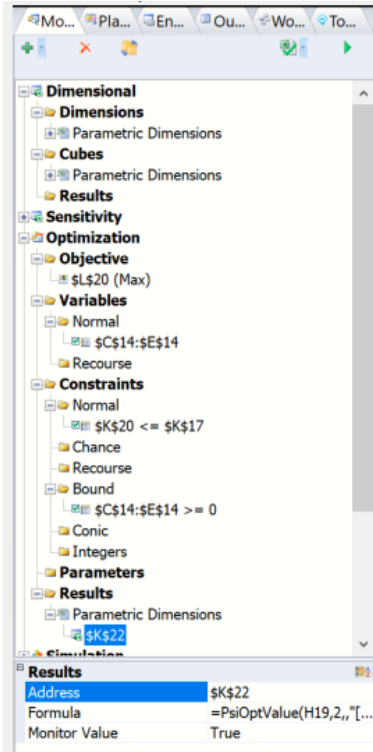 Mo... Pla... En... Ou... Wo... To...
Dimensional
Dimensions
Parametric Dimensions
Cubes
Parametric Dimensions
Results
Sensitivity
Optimization
Objective
$L$20 (Max)
Variables
Normal
$C$14:$E$14
Recourse
Constraints
Normal
$K$20 <= $K$17
Chance
Recourse
Bound
$C$14:$E$14 >= 0
Conic
Integers
Parameters
Results
Parametric Dimensions
$K$22
Simulation
Results
Address $K$22
Formula =PsiOptValue(H19,2,,"[...
Monitor Value True